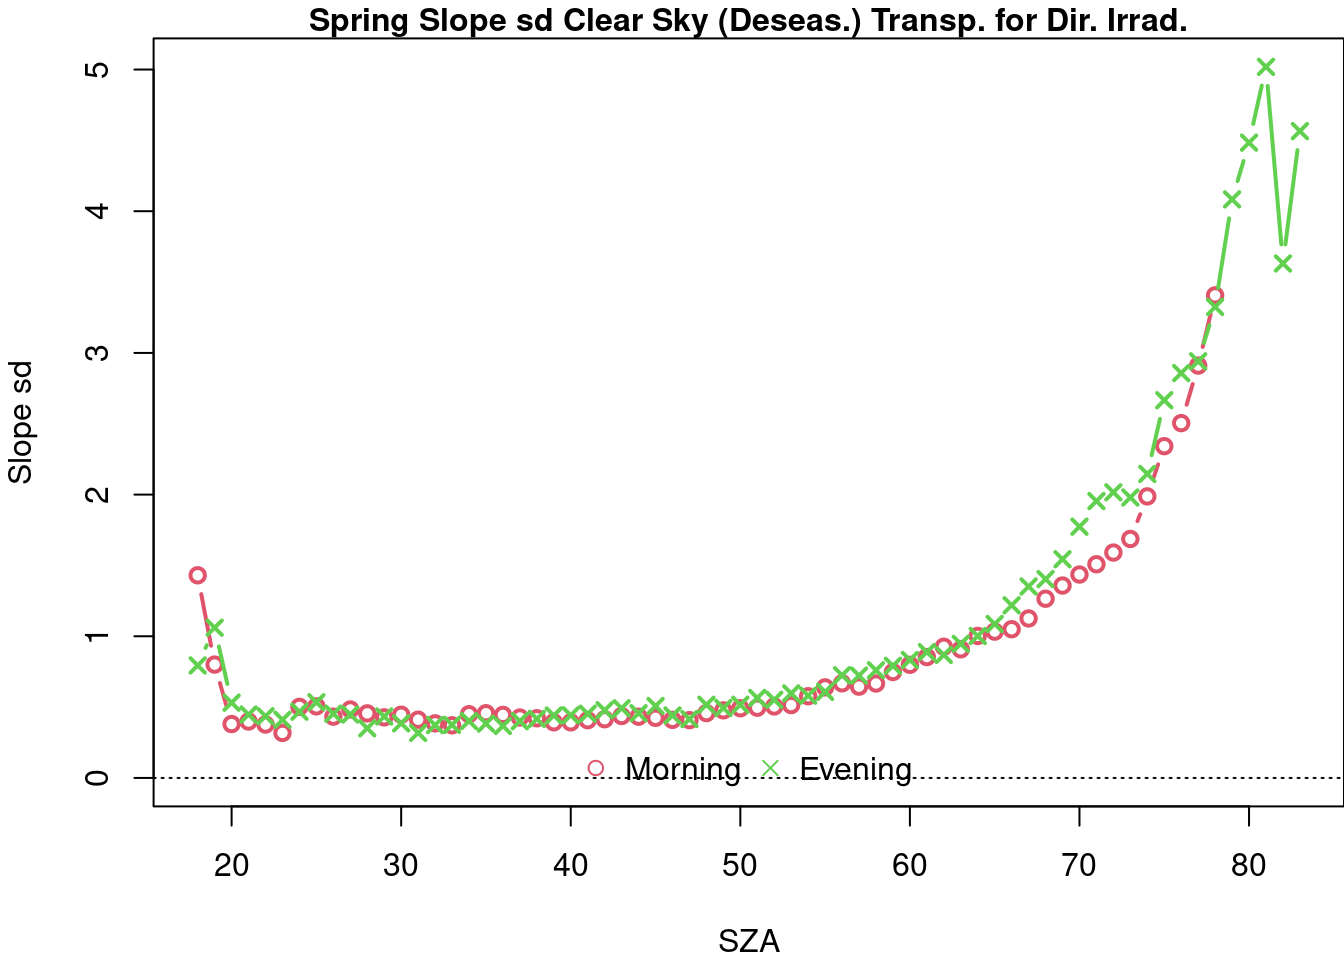 Spring Slope sd Clear Sky (Deseas.) Transp. for Dir. Irrad.
5
4
3
2
1
0
Slope sd
Morning Evening
20 30 40 50 60 70 80
SZA